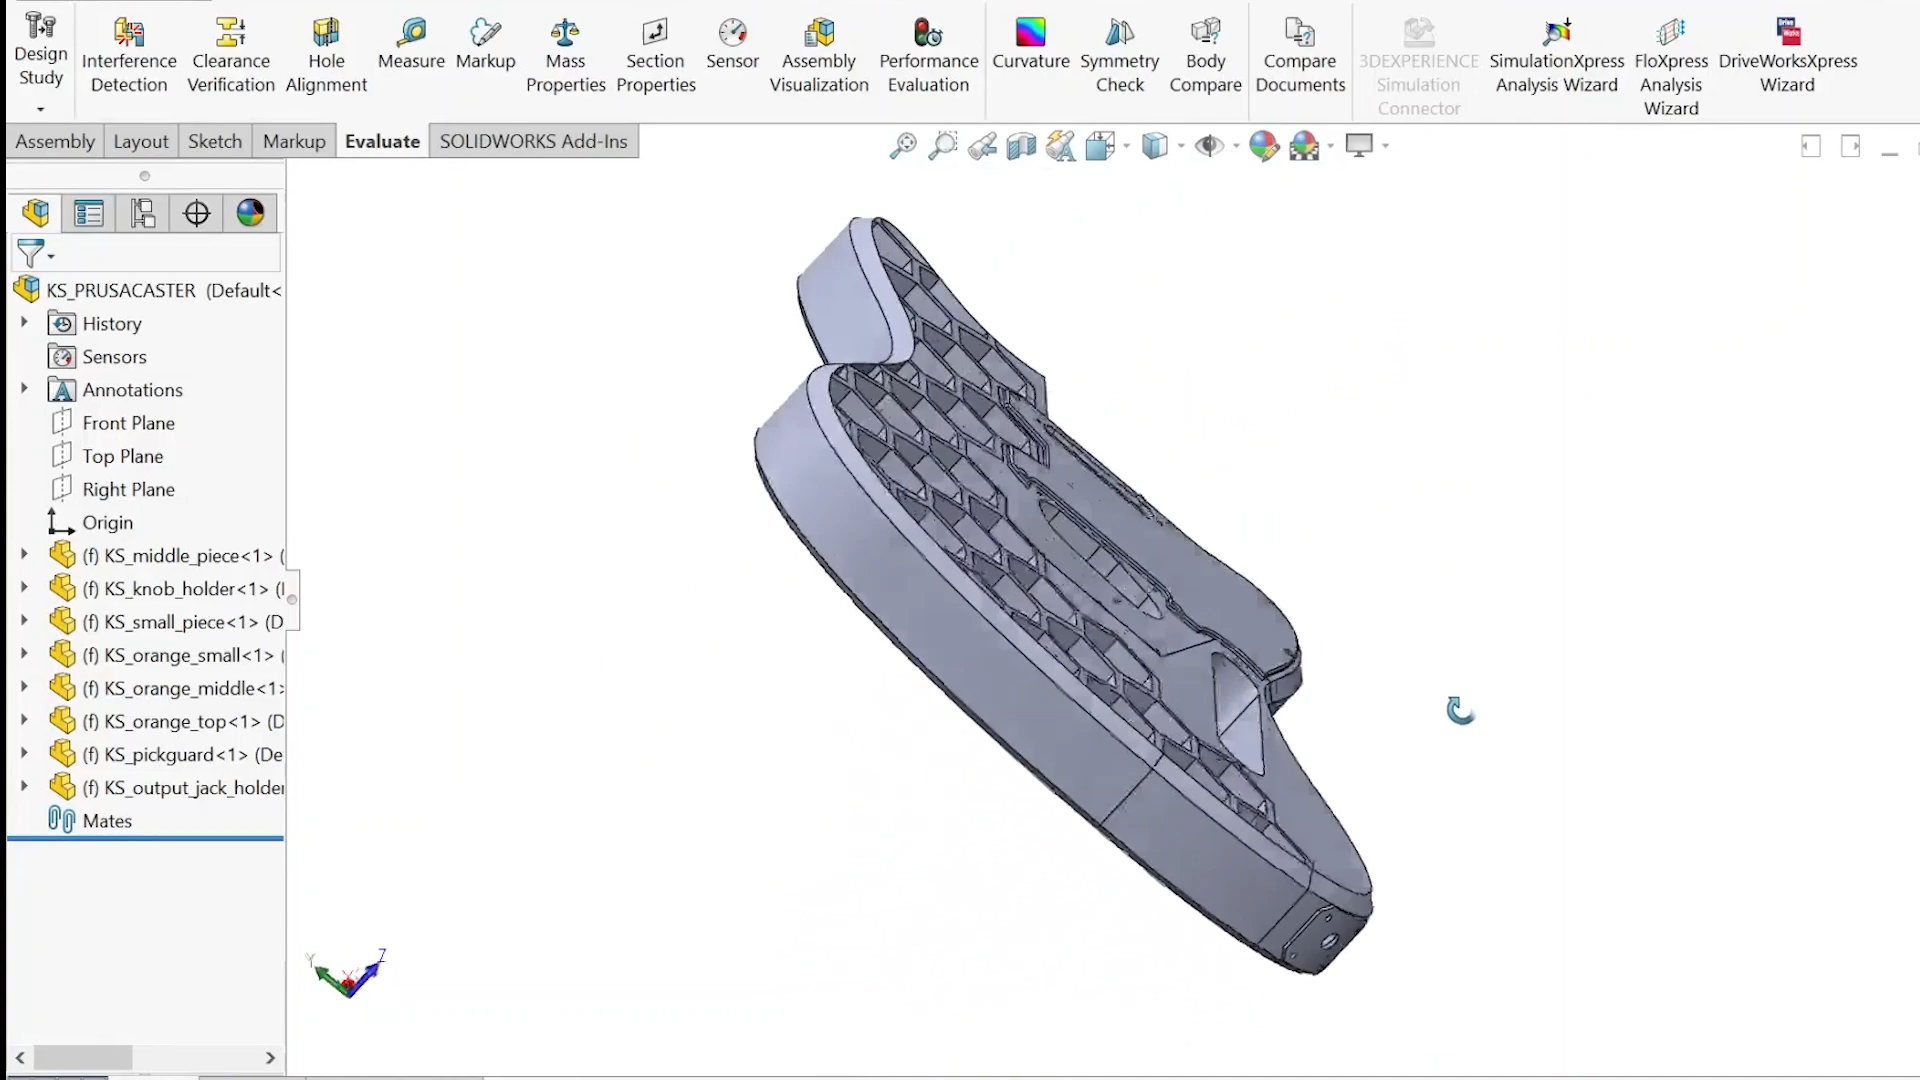 Design Study
Interference Detection
Clearance Verification
Hole Alignment
Measure
Markup
Mass Properties
Section Properties
Sensor
Assembly Visualization
Performance Evaluation
Curvature
Symmetry Check
Body Compare
Compare Documents
3DEXPERIENCE Simulation Connector
SimulationXpress Analysis Wizard
FloXpress Analysis Wizard
DriveWorksXpress Wizard
Assembly
Layout
Sketch
Markup
Evaluate
SOLIDWORKS Add-Ins
KS_PRUSACASTER (Default<
History
Sensors
Annotations
Front Plane
Top Plane
Right Plane
Origin
(f) KS_middle_piece<1> (
(f) KS_knob_holder<1> (
(f) KS_small_piece<1> (D
(f) KS_orange_small<1> (
(f) KS_orange_middle<1>
(f) KS_orange_top<1> (D
(f) KS_pickguard<1> (De
(f) KS_output_jack_holder
Mates
Y
X
Z